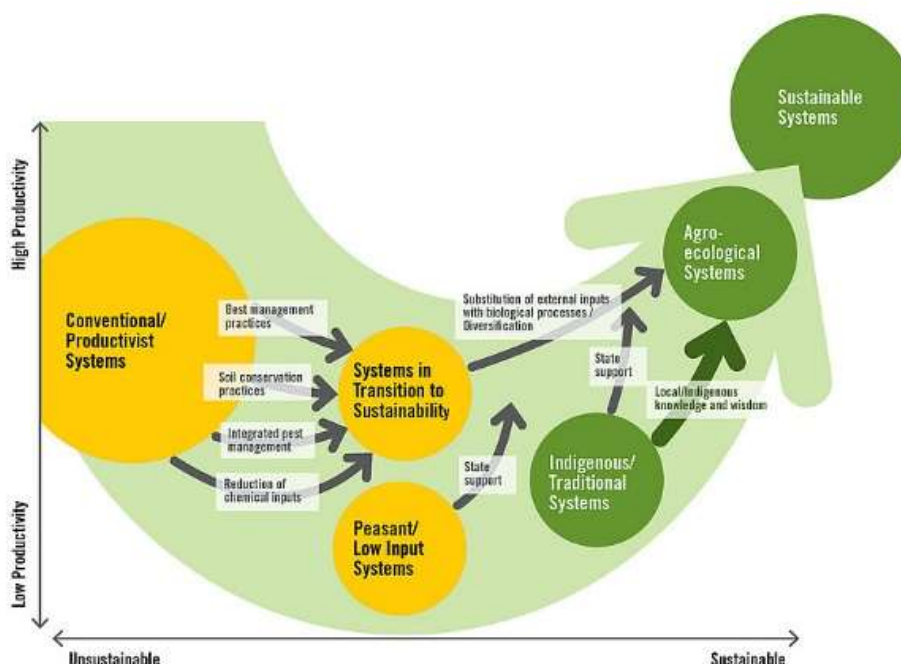 Sustainable
Systems
High Productivity
Low Productivity
Conventional/
Productivist
Systems
Best management
practices
Soil conservation
practices
Integrated pest
management
Reduction of
chemical inputs
Systems in
Transition to
Sustainability
Peasant/
Low Input
Systems
State
support
Substitution of external inputs
with biological processes /
Diversification
Agro-
ecological
Systems
State
support
Local/Indigenous
knowledge and wisdom
Indigenous/
Traditional
Systems
Unsustainable
Sustainable